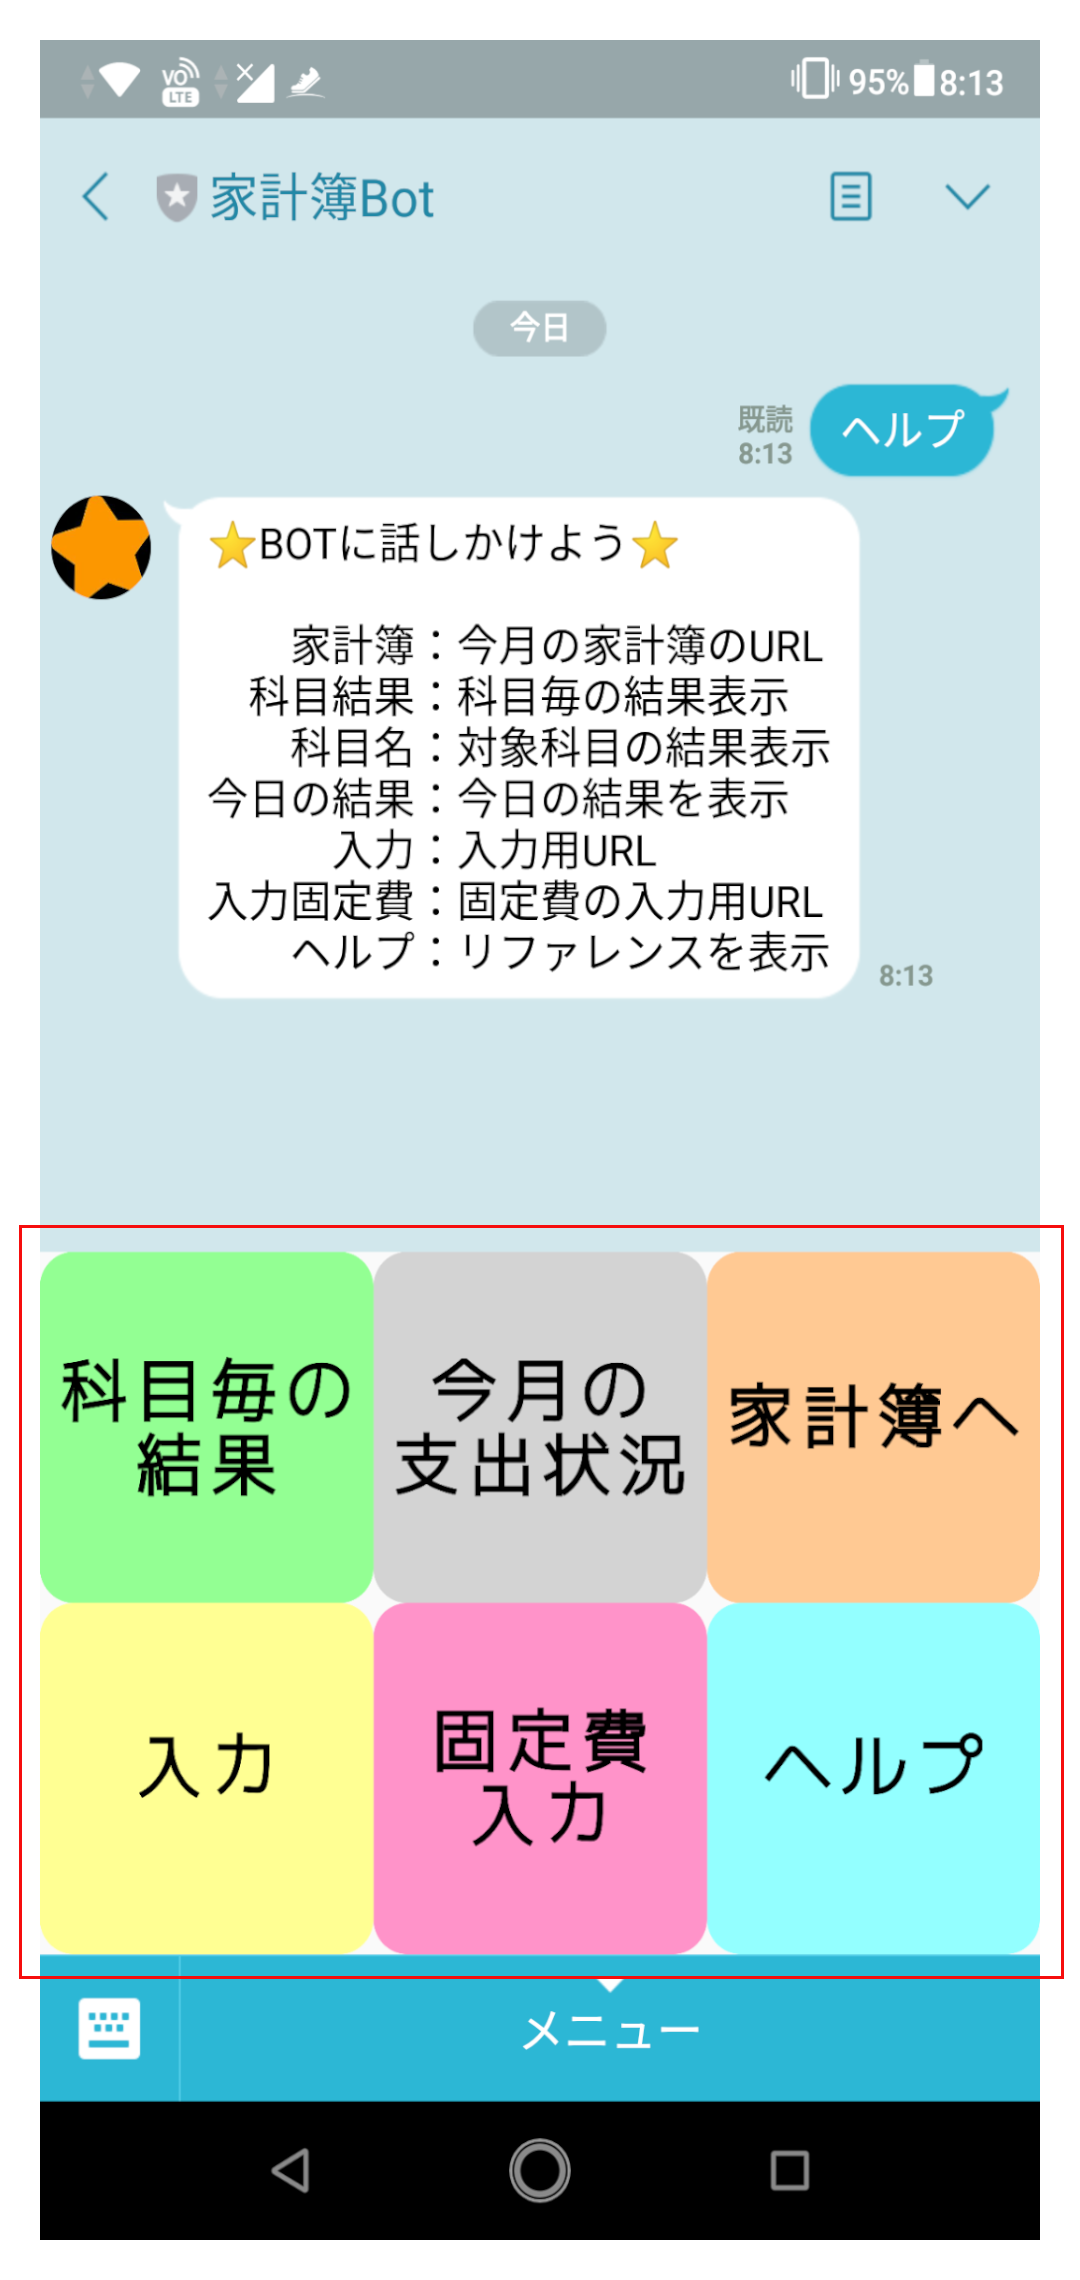 VO LTE 95% 8:13
家計簿Bot
今日
ヘルプ
既読
8:13
⭐BOTに話しかけよう⭐
家計簿：今月の家計簿のURL
科目結果：科目毎の結果表示
科目名：対象科目の結果表示
今日の結果：今日の結果を表示
入力：入力用URL
入力固定費：固定費の入力用URL
ヘルプ：リファレンスを表示
8:13
科目毎の
結果
今月の
支出状況
家計簿へ
入力
固定費
入力
ヘルプ
メニュー